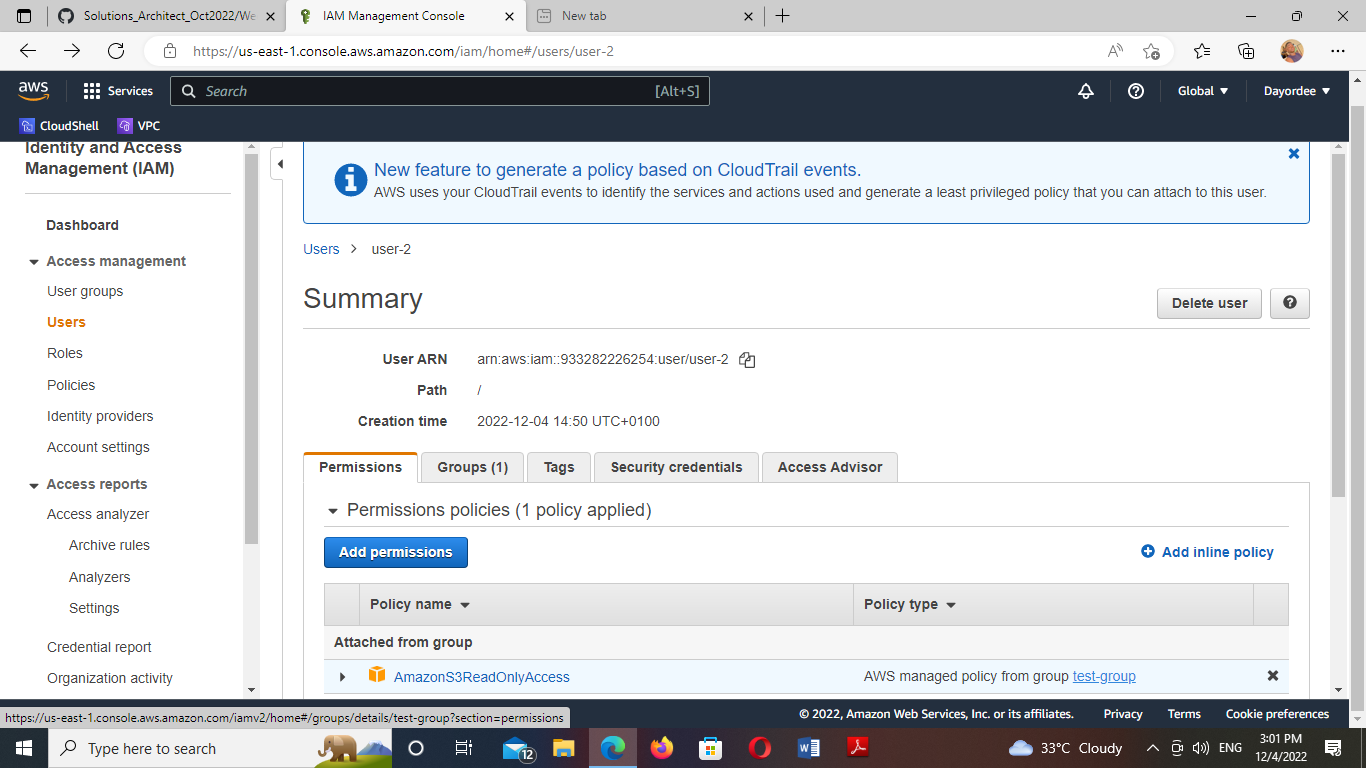 Solutions_Architect_Oct2022/We
IAM Management Console
New tab
https://us-east-1.console.aws.amazon.com/iam/home#/users/user-2
aws
Services
Search
[Alt+S]
Global
Dayordee
CloudShell
VPC
Identity and Access
Management (IAM)
Dashboard
Access management
User groups
Users
Roles
Policies
Identity providers
Account settings
Access reports
Access analyzer
Archive rules
Analyzers
Settings
Credential report
Organization activity
New feature to generate a policy based on CloudTrail events.
AWS uses your CloudTrail events to identify the services and actions used and generate a least privileged policy that you can attach to this user.
Users > user-2
Summary
Delete user
User ARN arn:aws:iam::933282226254:user/user-2
Path /
Creation time 2022-12-04 14:50 UTC+0100
Permissions Groups (1) Tags Security credentials Access Advisor
Permissions policies (1 policy applied)
Add permissions
Add inline policy
Policy name Policy type
Attached from group
AmazonS3ReadOnlyAccess AWS managed policy from group test-group
https://us-east-1.console.aws.amazon.com/iamv2/home#/groups/details/test-group?section=permissions
© 2022, Amazon Web Services, Inc. or its affiliates. Privacy Terms Cookie preferences
Type here to search
12
33°C Cloudy
ENG
3:01 PM
12/4/2022